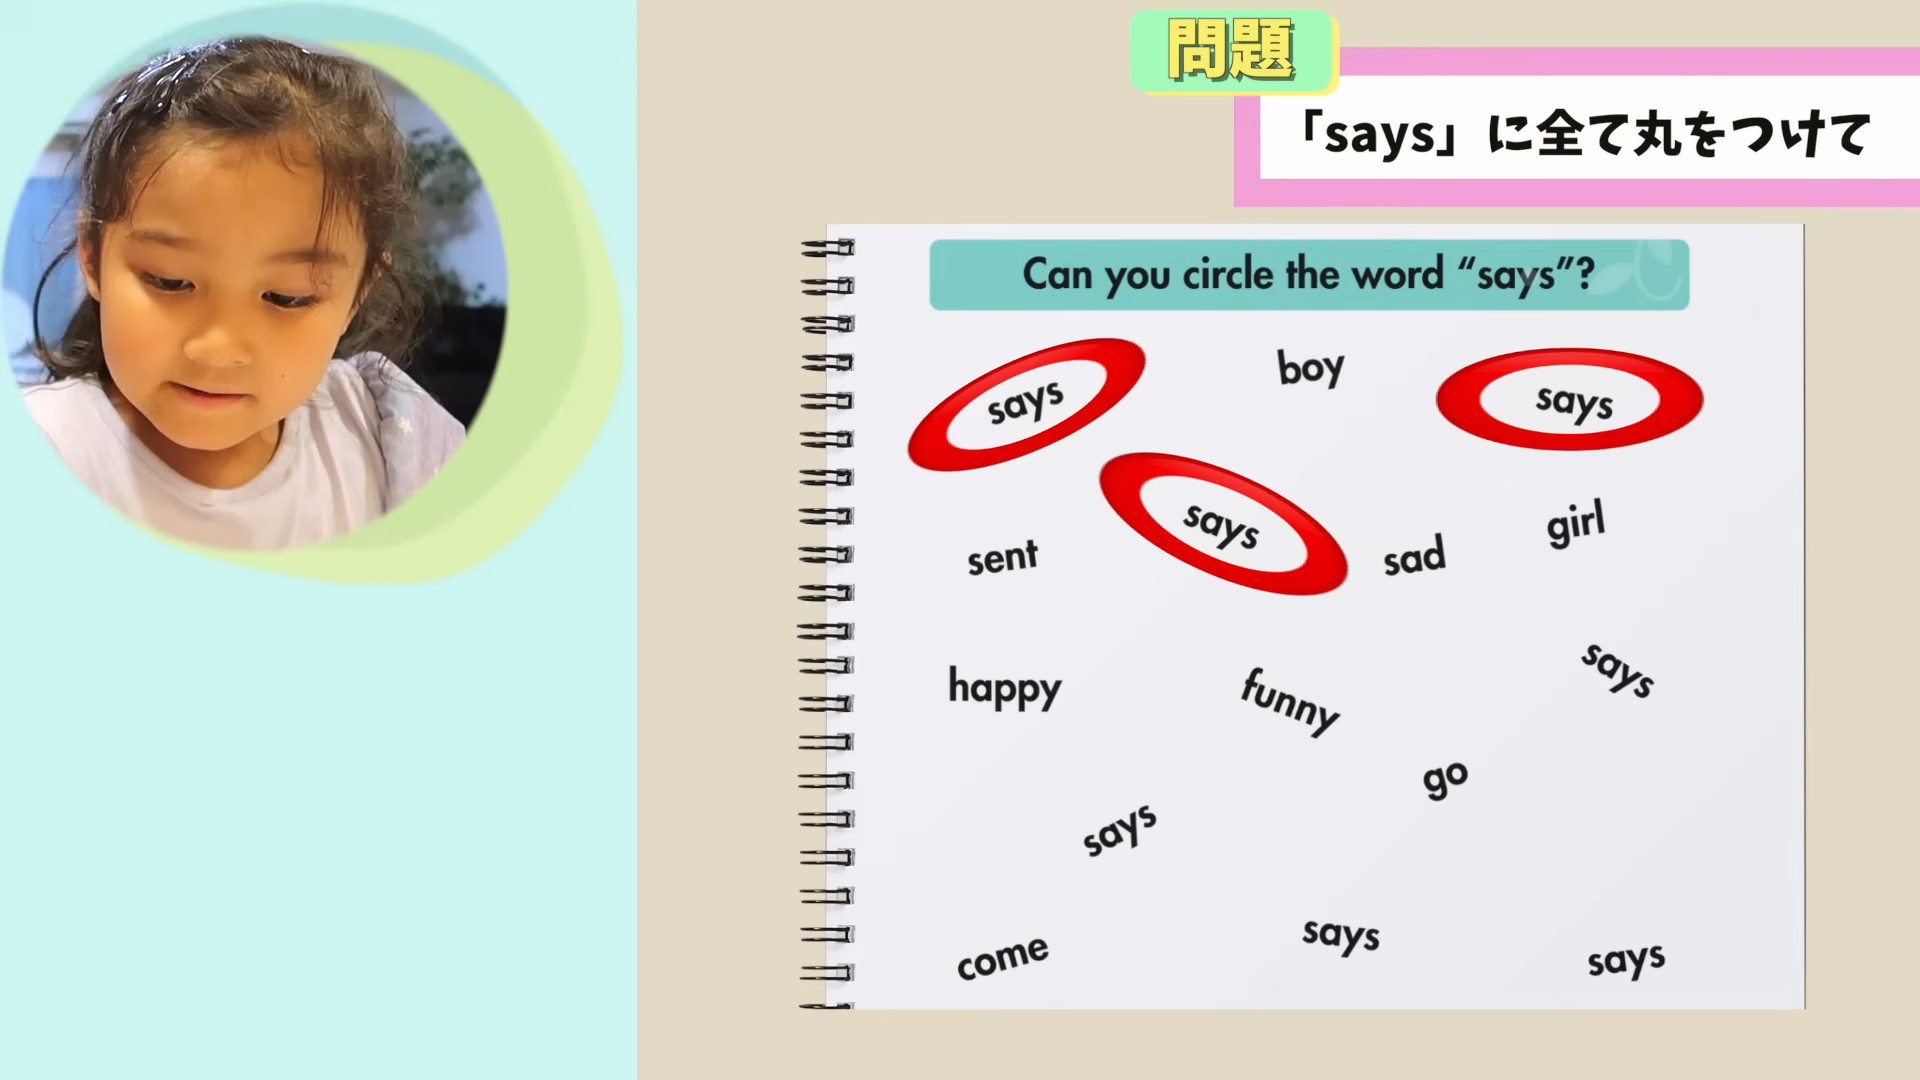 問題
「says」に全て丸をつけて
Can you circle the word “says”?
says
boy
says
says
sent
sad
girl
happy
funny
says
go
says
come
says
says